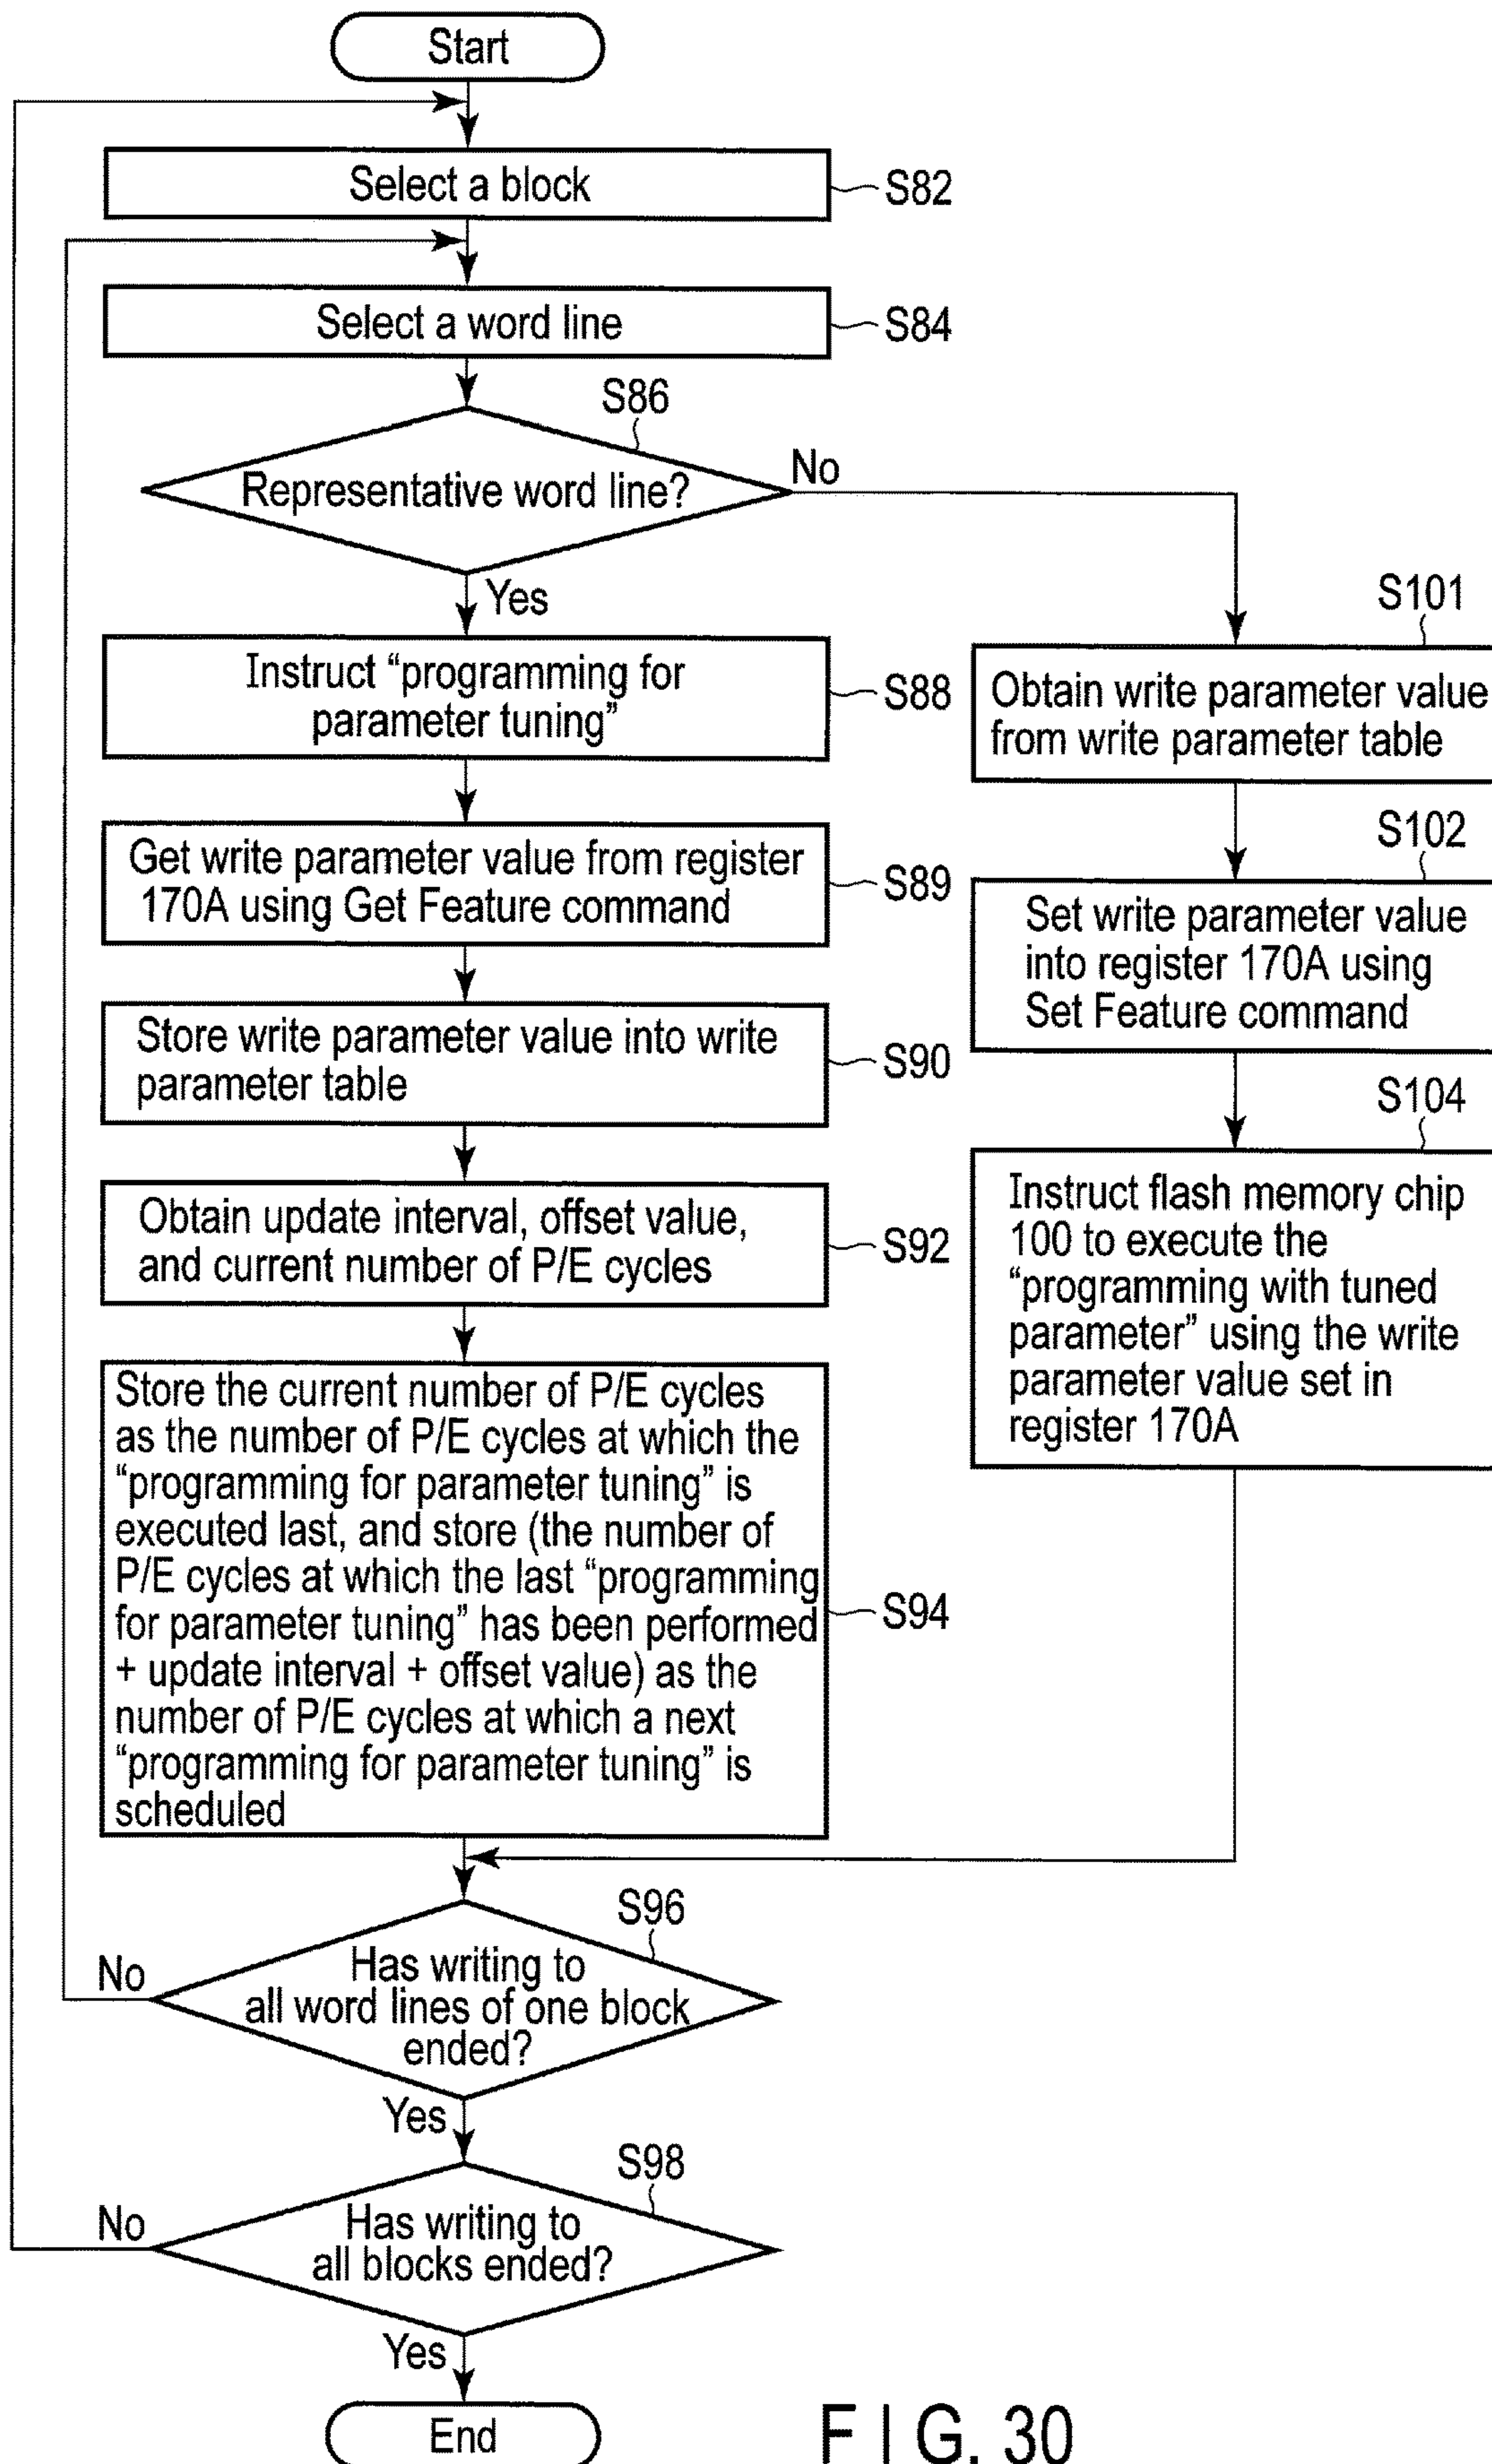 Start
Select a block
S82
Select a word line
S84
S86
Representative word line?
No
Yes
Instruct “programming for
parameter tuning”
S88
Get write parameter value from register
170A using Get Feature command
S89
Store write parameter value into write
parameter table
S90
Obtain update interval, offset value,
and current number of P/E cycles
S92
Store the current number of P/E cycles
as the number of P/E cycles at which the
“programming for parameter tuning” is
executed last, and store (the number of
P/E cycles at which the last “programming
for parameter tuning” has been performed
+ update interval + offset value) as the
number of P/E cycles at which a next
“programming for parameter tuning” is
scheduled
S94
S101
Obtain write parameter value
from write parameter table
S102
Set write parameter value
into register 170A using
Set Feature command
S104
Instruct flash memory chip
100 to execute the
“programming with tuned
parameter” using the write
parameter value set in
register 170A
S96
Has writing to
all word lines of one block
ended?
No
Yes
S98
Has writing to
all blocks ended?
No
Yes
End
FIG. 30